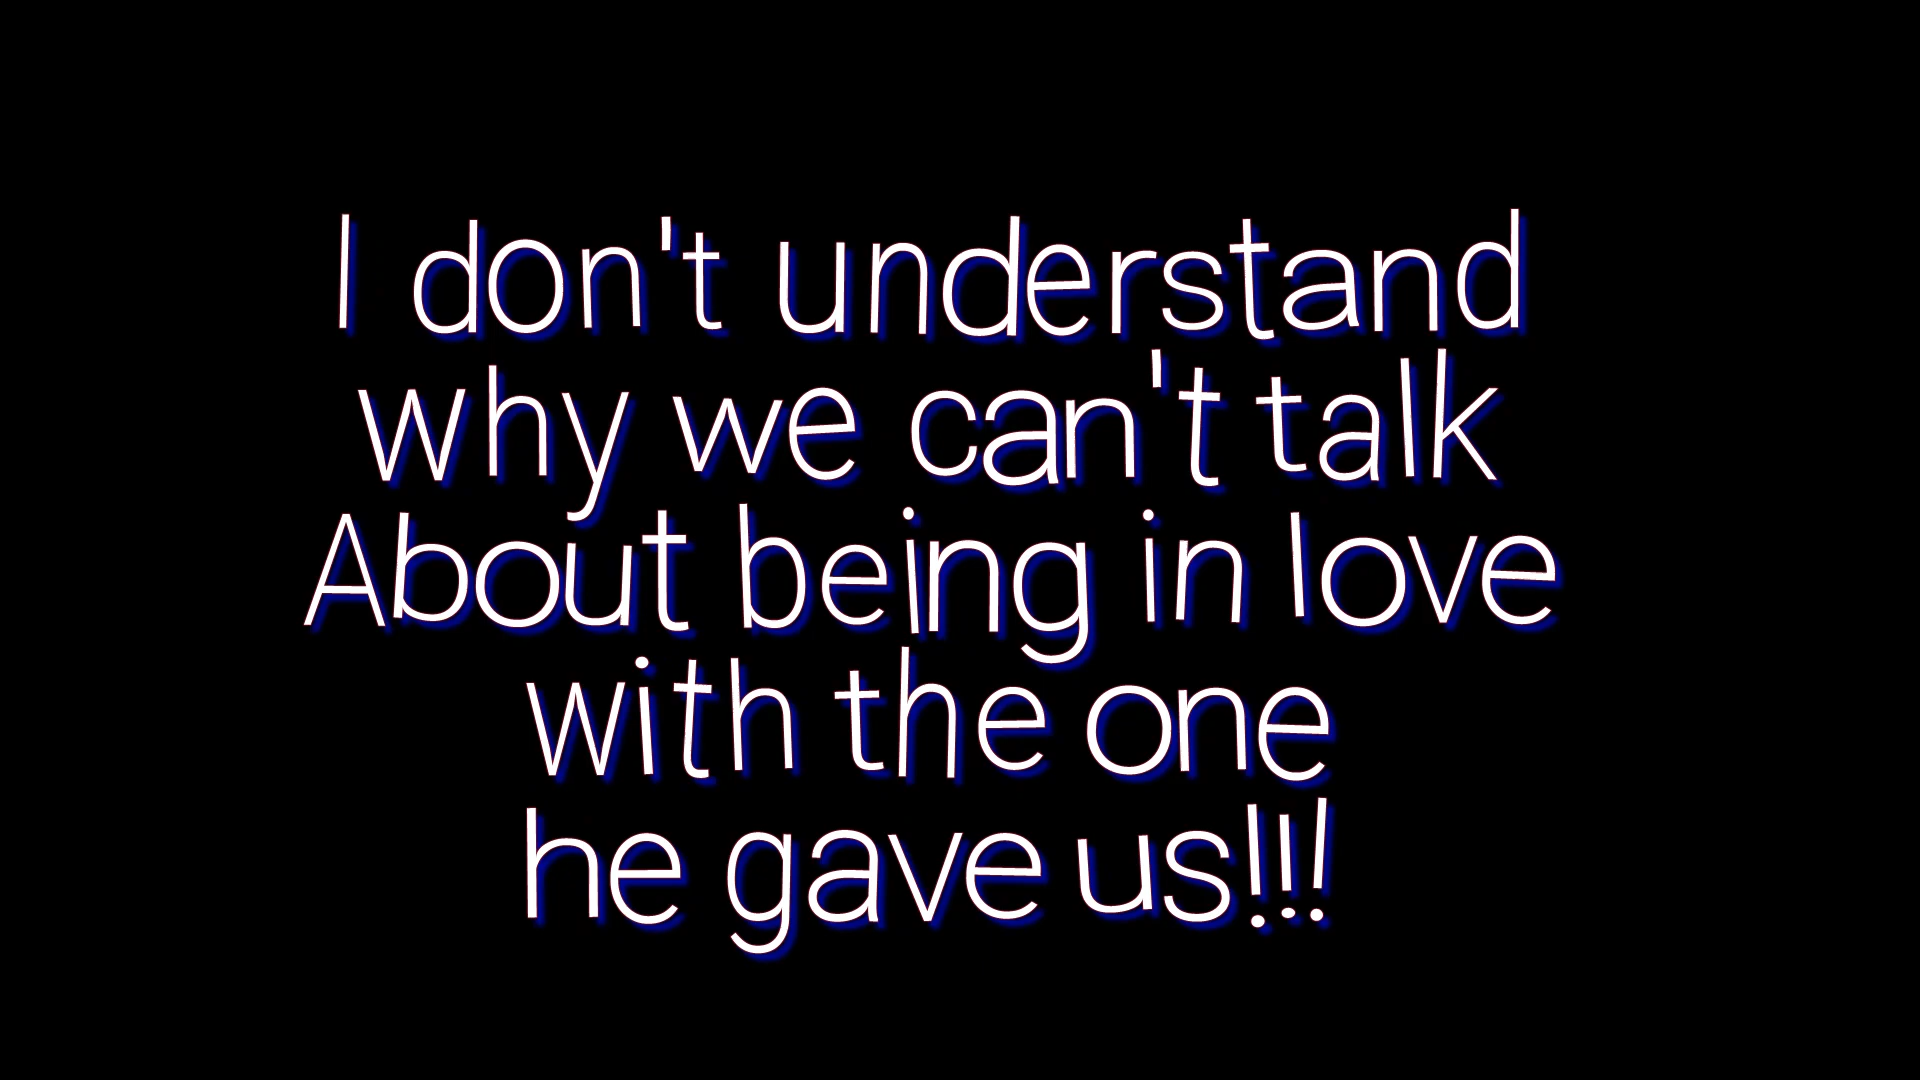 I don't understand
why we can't talk
About being in love
with the one
he gave us!!!